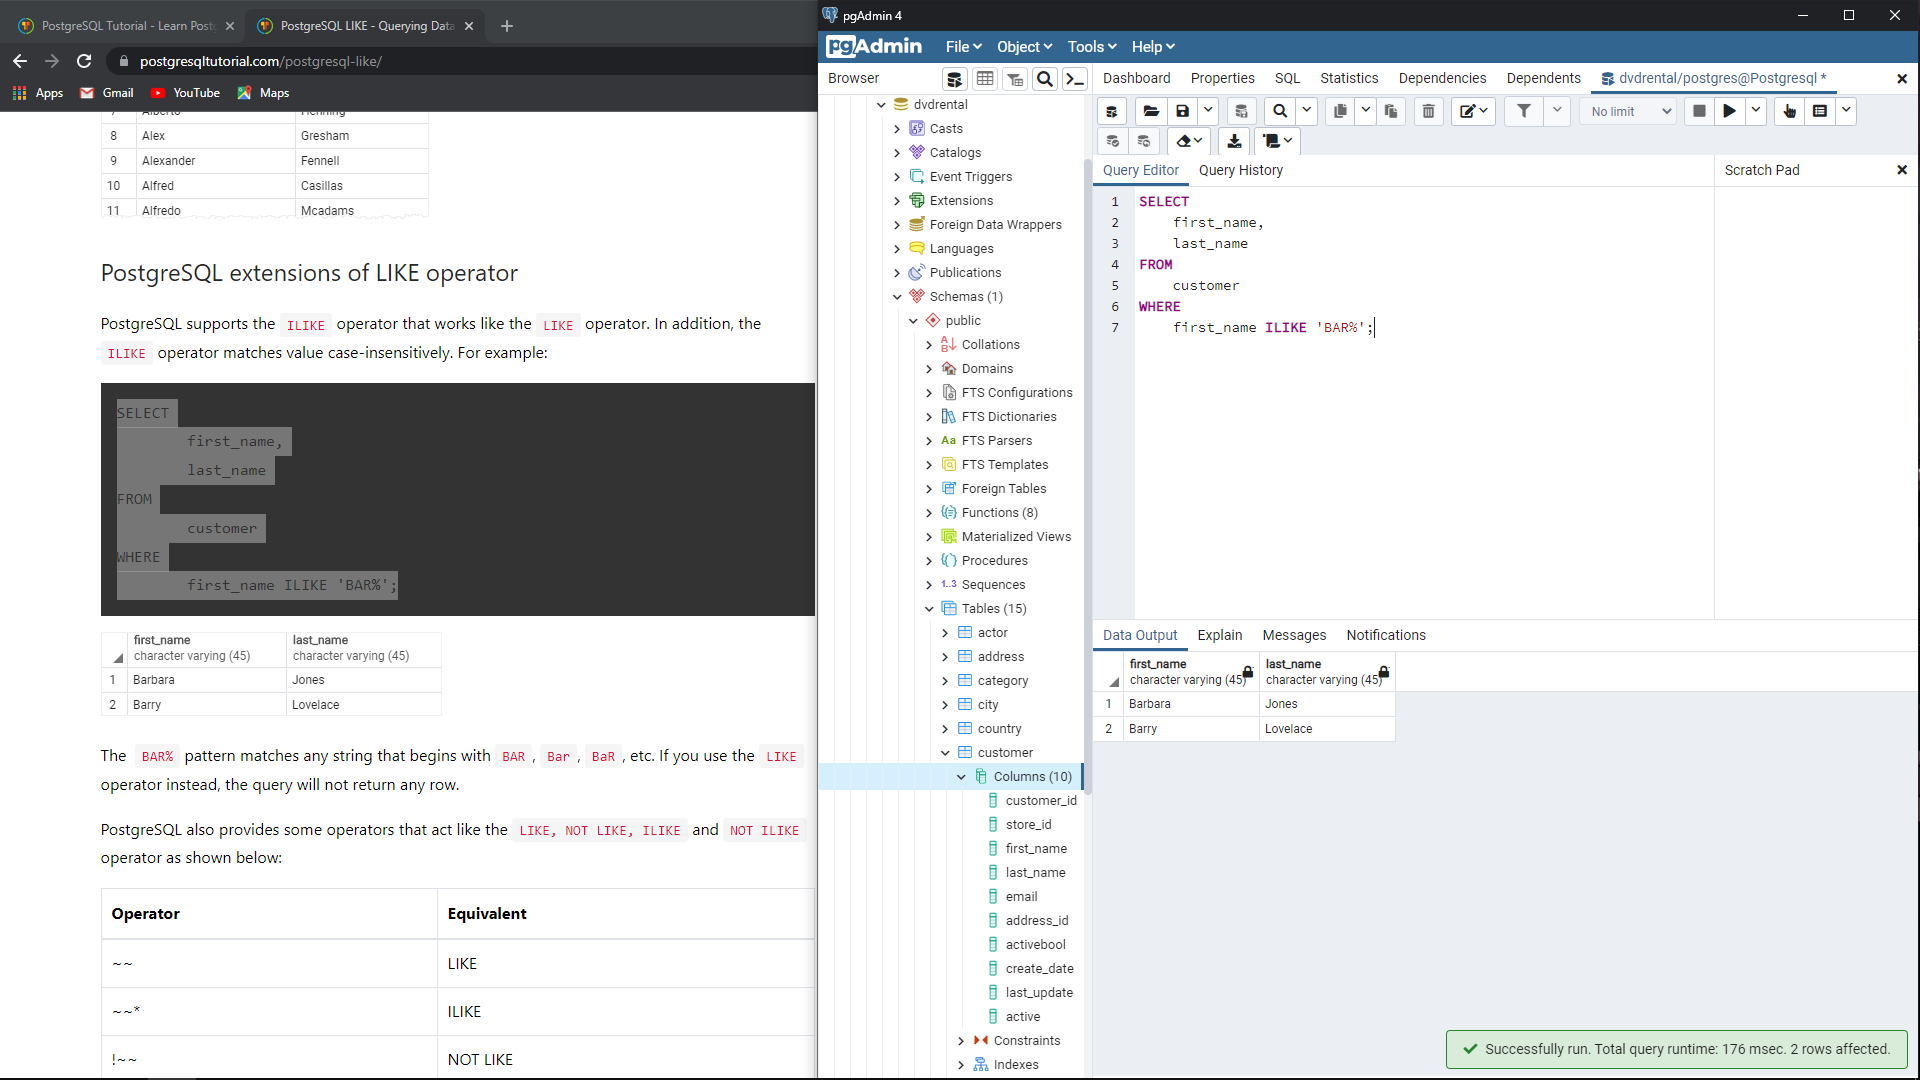 PostgreSQL Tutorial - Learn Post
PostgreSQL LIKE - Querying Data
postgresqltutorial.com/postgresql-like/
Apps
Gmail
YouTube
Maps
7 Alberto Henning
8 Alex Gresham
9 Alexander Fennell
10 Alfred Casillas
11 Alfredo Mcadams
PostgreSQL extensions of LIKE operator
PostgreSQL supports the ILIKE operator that works like the LIKE operator. In addition, the
ILIKE operator matches value case-insensitively. For example:
SELECT
first_name,
last_name
FROM
customer
WHERE
first_name ILIKE 'BAR%';
first_name last_name
character varying (45) character varying (45)
1 Barbara Jones
2 Barry Lovelace
The BAR% pattern matches any string that begins with BAR , Bar , BaR , etc. If you use the LIKE
operator instead, the query will not return any row.
PostgreSQL also provides some operators that act like the LIKE, NOT LIKE, ILIKE and NOT ILIKE
operator as shown below:
Operator Equivalent
~~ LIKE
~~* ILIKE
!~~ NOT LIKE
pgAdmin 4
pgAdmin File Object Tools Help
Browser
dvdrental
Casts
Catalogs
Event Triggers
Extensions
Foreign Data Wrappers
Languages
Publications
Schemas (1)
public
Collations
Domains
FTS Configurations
FTS Dictionaries
Aa FTS Parsers
FTS Templates
Foreign Tables
Functions (8)
Materialized Views
Procedures
1..3 Sequences
Tables (15)
actor
address
category
city
country
customer
Columns (10)
customer_id
store_id
first_name
last_name
email
address_id
activebool
create_date
last_update
active
Constraints
Indexes
Dashboard Properties SQL Statistics Dependencies Dependents dvdrental/postgres@Postgresql *
No limit
Query Editor Query History
Scratch Pad
1 SELECT
2 first_name,
3 last_name
4 FROM
5 customer
6 WHERE
7 first_name ILIKE 'BAR%';
Data Output Explain Messages Notifications
first_name last_name
character varying (45) character varying (45)
1 Barbara Jones
2 Barry Lovelace
Successfully run. Total query runtime: 176 msec. 2 rows affected.